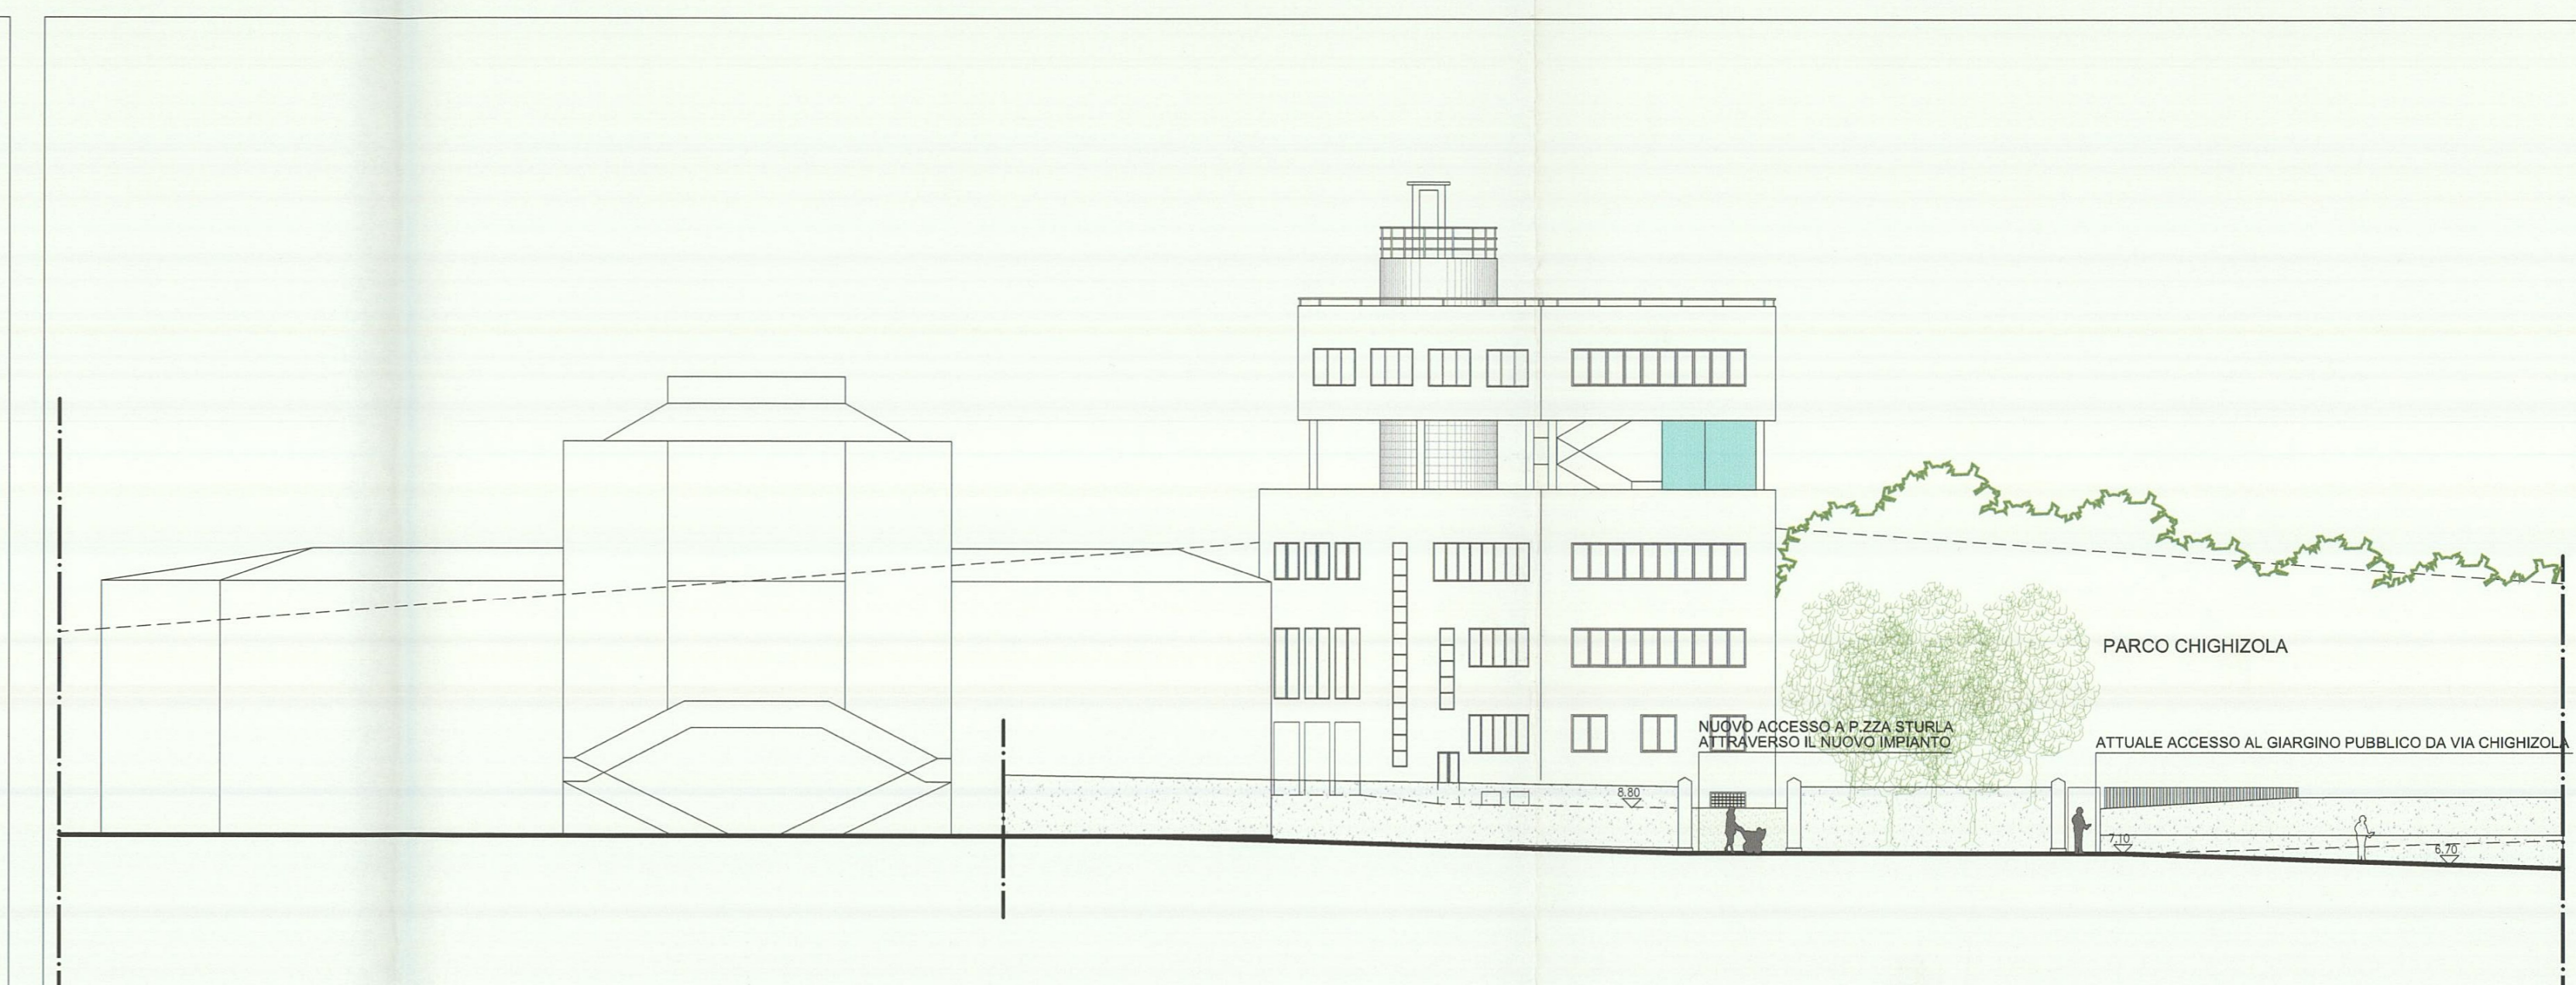 PARCO CHIGHIZOLA
NUOVO ACCESSO A P.ZZA STURLA
ATTRAVERSO IL NUOVO IMPIANTO
ATTUALE ACCESSO AL GIARGINO PUBBLICO DA VIA CHIGHIZOLA
8.80
7.10
6.70